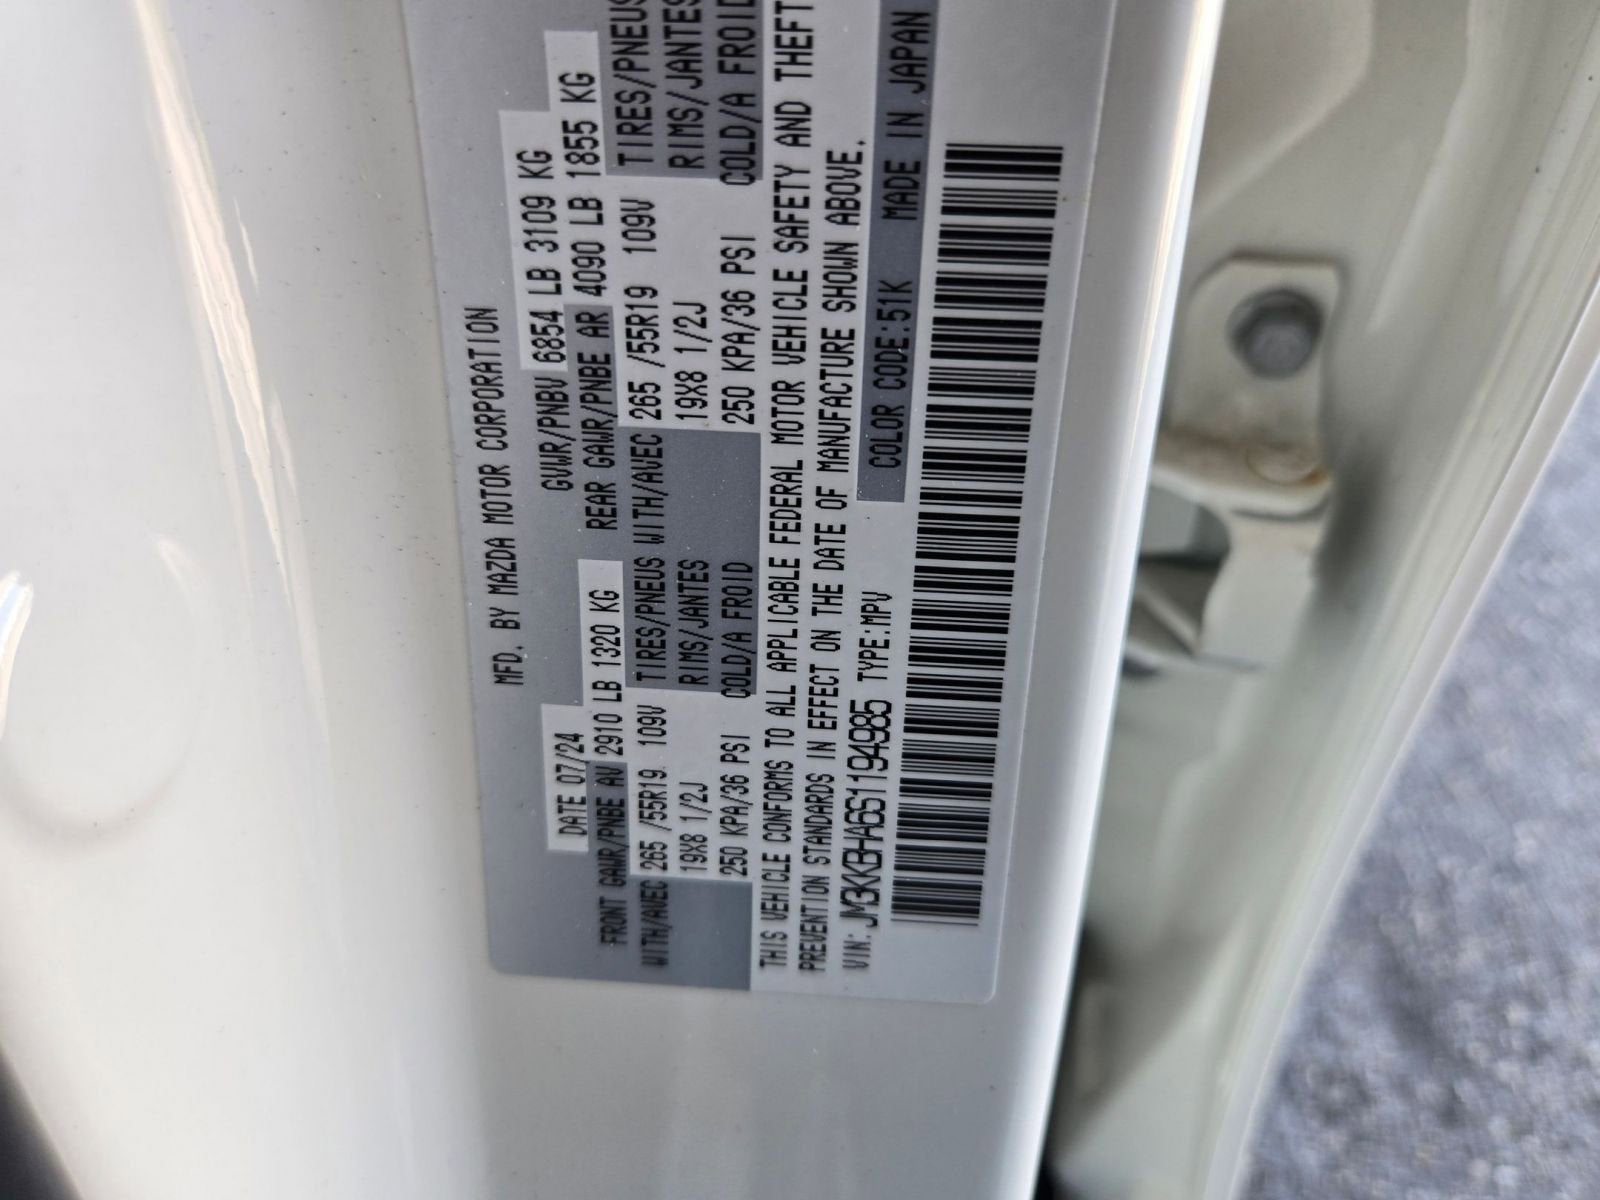 MFD. BY MAZDA MOTOR CORPORATION
DATE 07/'24 GVWR/PNBV 6854 LB 3109 KG
FRONT GAWR/PNBE AV 2910 LB 1320 KG REAR GAWR/PNBE AR 4090 LB 1855 KG
WITH/AVEC 265 /55R19 109V TIRES/PNEUS WITH/AVEC 265 /55R19 109V TIRES/PNEUS
19X8 1/2J RIMS/JANTES 19X8 1/2J RIMS/JANTES
250 KPA/36 PSI COLD/A FROID 250 KPA/36 PSI COLD/A FROID
THIS VEHICLE CONFORMS TO ALL APPLICABLE FEDERAL MOTOR VEHICLE SAFETY AND THEFT
PREVENTION STANDARDS IN EFFECT ON THE DATE OF MANUFACTURE SHOWN ABOVE.
VIN: JM3KKBHA6S1194985 TYPE:MPV COLOR CODE:51K MADE IN JAPAN